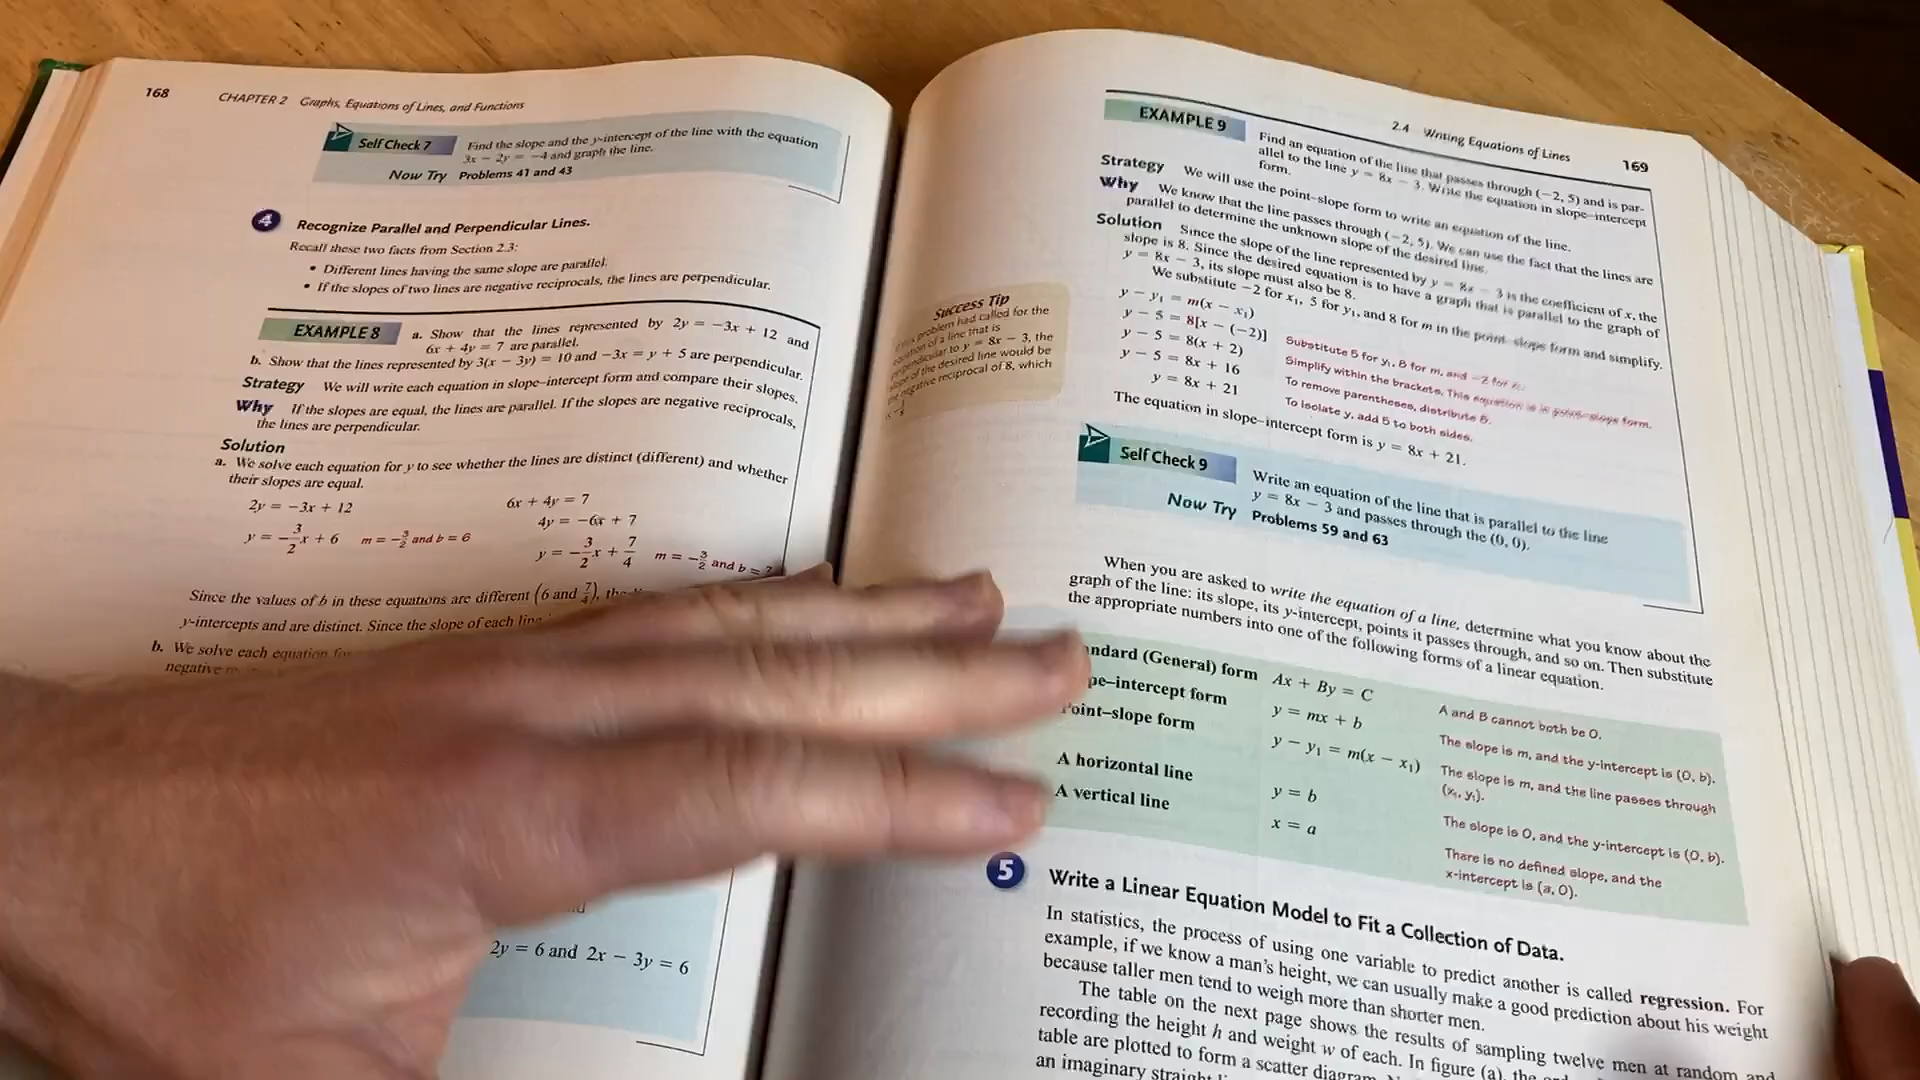 168
CHAPTER 2 Graphs, Equations of Lines, and Functions
Self Check 7
Find the slope and the y-intercept of the line with the equation
3x − 2y = −4 and graph the line.
Now Try Problems 41 and 43
4 Recognize Parallel and Perpendicular Lines.
Recall these two facts from Section 2.3:
• Different lines having the same slope are parallel.
• If the slopes of two lines are negative reciprocals, the lines are perpendicular.
EXAMPLE 8 a. Show that the lines represented by 2y = −3x + 12 and
6x + 4y = 7 are parallel.
b. Show that the lines represented by 3(x − 3y) = 10 and −3x = y + 5 are perpendicular.
Strategy We will write each equation in slope–intercept form and compare their slopes.
Why If the slopes are equal, the lines are parallel. If the slopes are negative reciprocals,
the lines are perpendicular.
Solution
a. We solve each equation for y to see whether the lines are distinct (different) and whether
their slopes are equal.
2y = −3x + 12 6x + 4y = 7
4y = −6x + 7
y = −3/2x + 6 m = −3/2 and b = 6
y = −3/2x + 7/4 m = −3/2 and b =
Since the values of b in these equations are different (6 and 7/4),
y-intercepts and are distinct. Since the slope of each line
b. We solve each equation
negative
2y = 6 and 2x − 3y = 6
2.4 Writing Equations of Lines
169
EXAMPLE 9
Find an equation of the line that passes through (−2, 5) and is par-
allel to the line y = 8x − 3. Write the equation in slope–intercept
form.
Strategy We will use the point–slope form to write an equation of the line.
Why We know that the line passes through (−2, 5). We can use the fact that the lines are
parallel to determine the unknown slope of the desired line.
Solution Since the slope of the line represented by y = 8x − 3 is the coefficient of x, the
slope is 8. Since the desired equation is to have a graph that is parallel to the graph of
y = 8x − 3, its slope must also be 8.
We substitute −2 for x₁, 5 for y₁, and 8 for m in the point–slope form and simplify.
y − y₁ = m(x − x₁)
y − 5 = 8[x − (−2)] Substitute 5 for y₁, 8 for m, and −2 for x₁.
y − 5 = 8(x + 2) Simplify within the brackets. This equation is in point–slope form.
y − 5 = 8x + 16 To remove parentheses, distribute 8.
y = 8x + 21 To isolate y, add 5 to both sides.
The equation in slope–intercept form is y = 8x + 21.
Success Tip
problem had called for the
equation of a line that is
perpendicular to y = 8x − 3, the
slope of the desired line would be
the negative reciprocal of 8, which
Self Check 9
Write an equation of the line that is parallel to the line
y = 8x − 3 and passes through the (0, 0).
Now Try Problems 59 and 63
When you are asked to write the equation of a line, determine what you know about the
graph of the line: its slope, its y-intercept, points it passes through, and so on. Then substitute
the appropriate numbers into one of the following forms of a linear equation.
ndard (General) form Ax + By = C A and B cannot both be 0.
pe–intercept form y = mx + b The slope is m, and the y-intercept is (0, b).
Point–slope form y − y₁ = m(x − x₁) The slope is m, and the line passes through
(x₁, y₁).
A horizontal line y = b The slope is 0, and the y-intercept is (0, b).
A vertical line x = a There is no defined slope, and the
x-intercept is (a, 0).
5 Write a Linear Equation Model to Fit a Collection of Data.
In statistics, the process of using one variable to predict another is called regression. For
example, if we know a man's height, we can usually make a good prediction about his weight
because taller men tend to weigh more than shorter men.
The table on the next page shows the results of sampling twelve men at random and
recording the height h and weight w of each. In figure (a), the
table are plotted to form a scatter diagram.
an imaginary straight